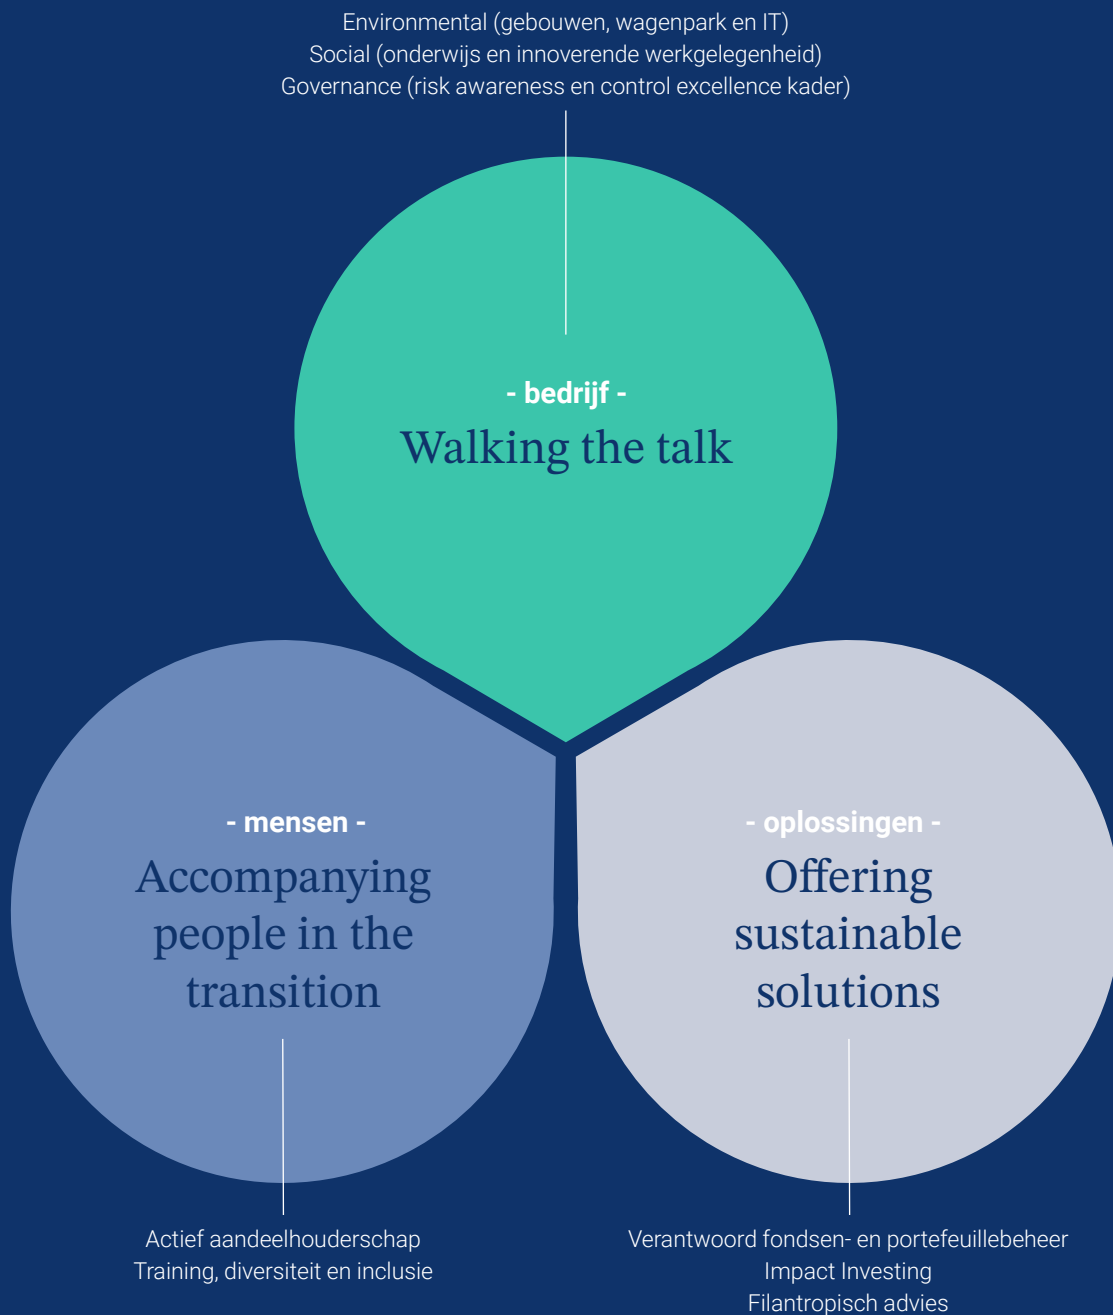 Environmental (gebouwen, wagenpark en IT)
Social (onderwijs en innoverende werkgelegenheid)
Governance (risk awareness en control excellence kader)
- bedrijf -
Walking the talk
- mensen -
Accompanying
people in the
transition
- oplossingen -
Offering
sustainable
solutions
Actief aandeelhouderschap
Training, diversiteit en inclusie
Verantwoord fondsen- en portefeuillebeheer
Impact Investing
Filantropisch advies